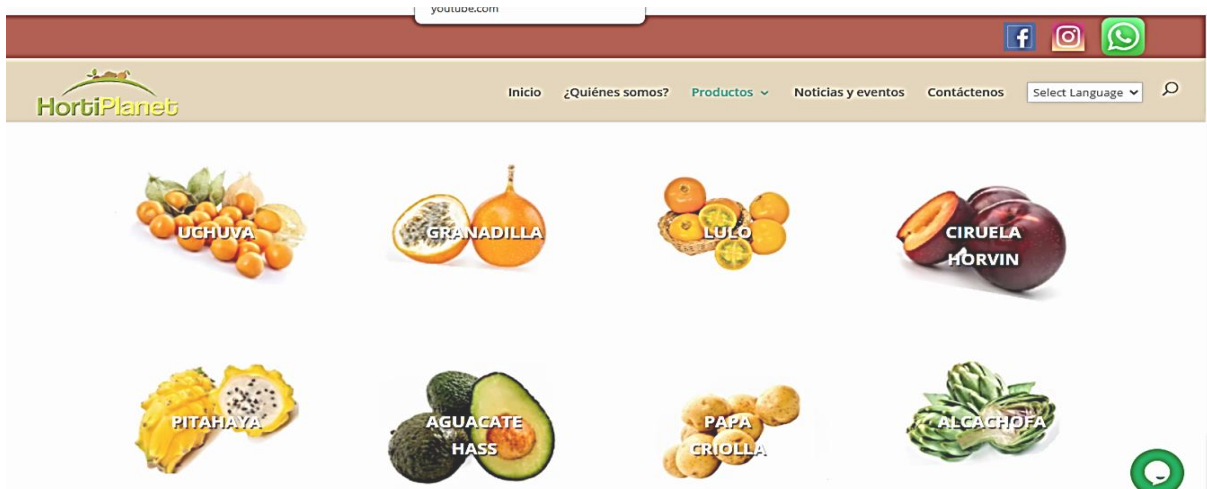 youtube.com
HortiPlanet
Inicio ¿Quiénes somos? Productos Noticias y eventos Contáctenos Select Language
UCHUVA
GRANADILLA
LULO
CIRUELA
HORVIN
PITAHAYA
AGUACATE
HASS
PAPA
CRIOLLA
ALCACHOFA